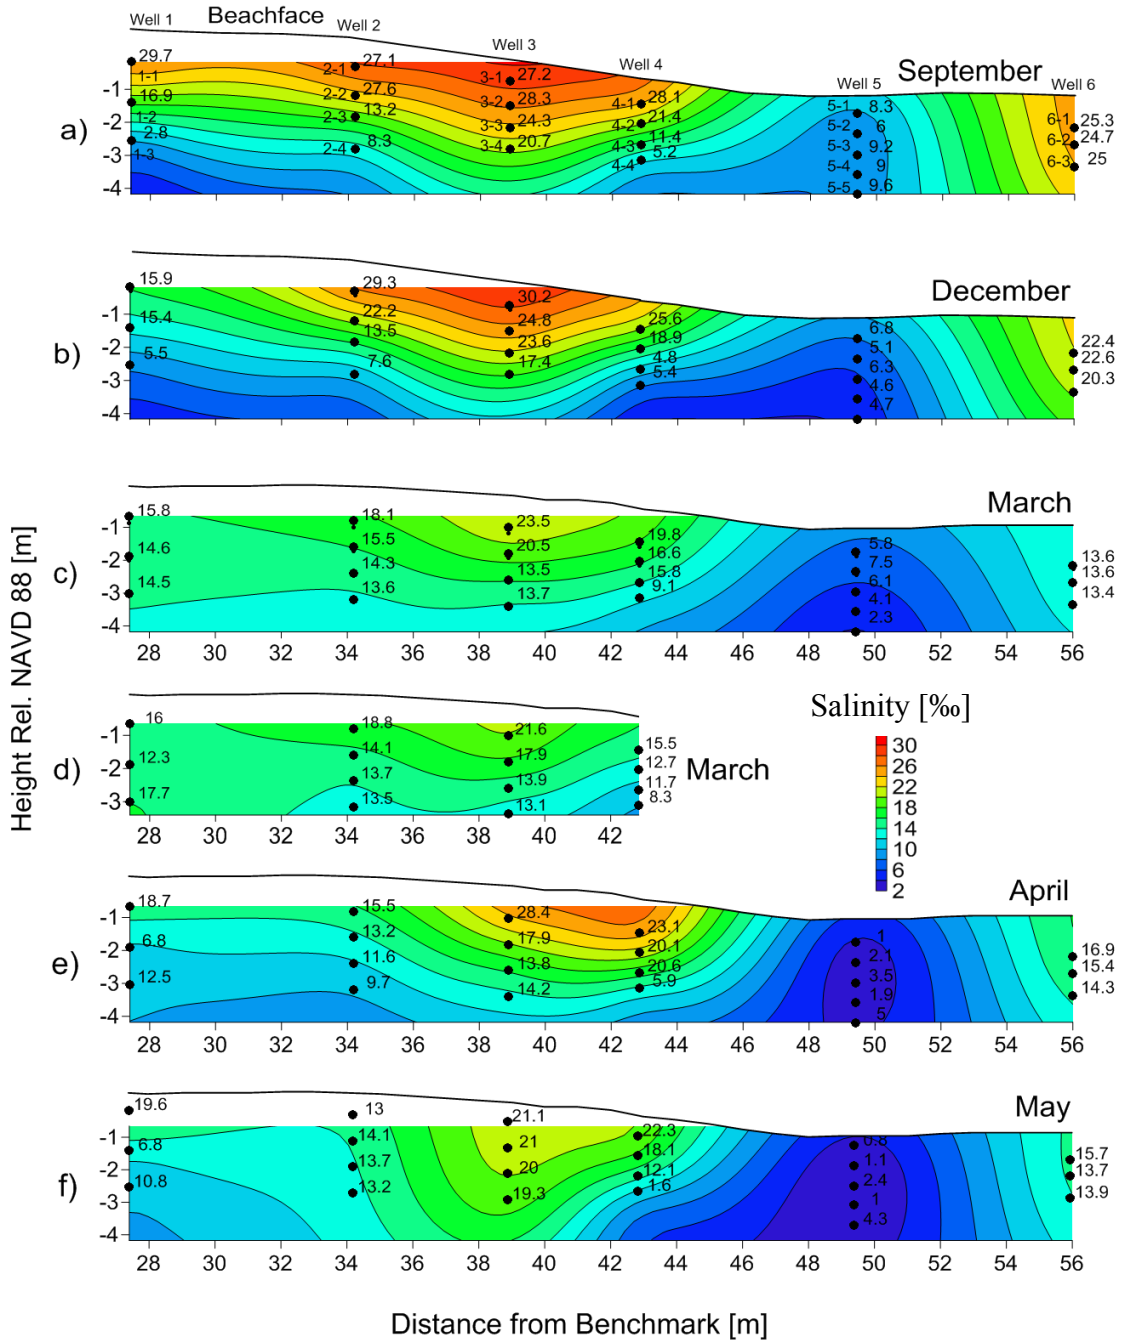 Well 1 Beachface Well 2 Well 3 Well 4 Well 5 Well 6
September
a)
-1
-2
-3
-4
29.7 1-1 16.9 1-2 2.8 1-3
27.1 2-1 27.6 2-2 13.2 2-3 8.3 2-4
27.2 3-1 28.3 3-2 24.3 3-3 20.7 3-4
28.1 4-1 21.4 4-2 11.4 4-3 5.2 4-4
5-1 8.3
5-2 6
5-3 9.2
5-4 9
5-5 9.6
6-1 25.3
6-2 24.7
6-3 25
December
b)
-1
-2
-3
-4
15.9 15.4 5.5
29.3 22.2 13.5 7.6
30.2 24.8 23.6 17.4
25.6 18.9 4.8 5.4
6.8 5.1 6.3 4.6 4.7
22.4 22.6 20.3
Height Rel. NAVD 88 [m]
March
c)
-1
-2
-3
-4
15.8 14.6 14.5
18.1 15.5 14.3 13.6
23.5 20.5 13.5 13.7
19.8 16.6 15.8 9.1
5.8 7.5 6.1 4.1 2.3
13.6 13.6 13.4
28 30 32 34 36 38 40 42 44 46 48 50 52 54 56
d)
-1
-2
-3
16 12.3 17.7
18.8 14.1 13.7 13.5
21.6 17.9 13.9 13.1
15.5 12.7 11.7 8.3
March
28 30 32 34 36 38 40 42
Salinity [‰]
30
26
22
18
14
10
6
2
April
e)
-1
-2
-3
-4
18.7 6.8 12.5
15.5 13.2 11.6 9.7
28.4 17.9 13.8 14.2
23.1 20.1 20.6 5.9
1 2.1 3.5 1.9 5
16.9 15.4 14.3
28 30 32 34 36 38 40 42 44 46 48 50 52 54 56
May
f)
-1
-2
-3
-4
19.6 6.8 10.8
13 14.1 13.7 13.2
21.1 21 20 19.3
22.3 18.1 12.1 1.6
0.8 1.1 2.4 1 4.3
15.7 13.7 13.9
28 30 32 34 36 38 40 42 44 46 48 50 52 54 56
Distance from Benchmark [m]